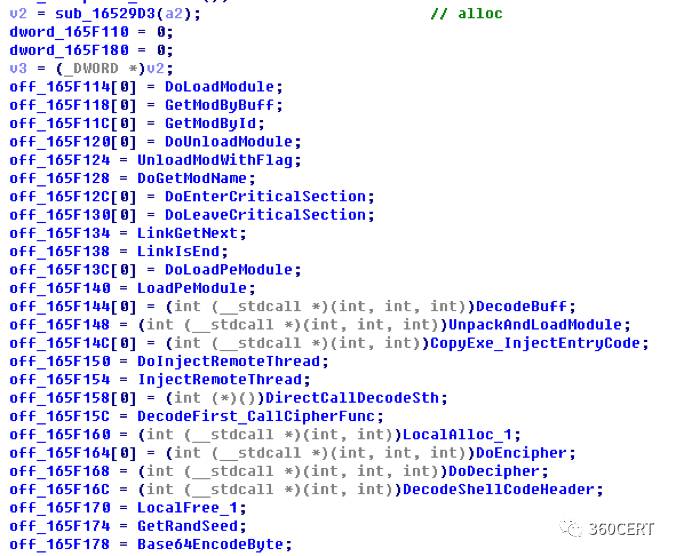 v2 = sub_16529D3(a2); // alloc
dword_165F110 = 0;
dword_165F180 = 0;
v3 = (_DWORD *)v2;
off_165F114[0] = DoLoadModule;
off_165F118[0] = GetModByBuff;
off_165F11C[0] = GetModById;
off_165F120[0] = DoUnloadModule;
off_165F124 = UnloadModWithFlag;
off_165F128 = DoGetModName;
off_165F12C[0] = DoEnterCriticalSection;
off_165F130[0] = DoLeaveCriticalSection;
off_165F134 = LinkGetNext;
off_165F138 = LinkIsEnd;
off_165F13C[0] = DoLoadPeModule;
off_165F140 = LoadPeModule;
off_165F144[0] = (int (__stdcall *)(int, int, int))DecodeBuff;
off_165F148 = (int (__stdcall *)(int, int, int))UnpackAndLoadModule;
off_165F14C[0] = (int (__stdcall *)(int, int, int))CopyExe_InjectEntryCode;
off_165F150 = DoInjectRemoteThread;
off_165F154 = InjectRemoteThread;
off_165F158[0] = (int (*)())DirectCallDecodeSth;
off_165F15C = DecodeFirst_CallCipherFunc;
off_165F160 = (int (__stdcall *)(int, int))LocalAlloc_1;
off_165F164[0] = (int (__stdcall *)(int, int))DoEncipher;
off_165F168 = (int (__stdcall *)(int, int))DoDecipher;
off_165F16C = (int (__stdcall *)(int, int))DecodeShellCodeHeader;
off_165F170 = LocalFree_1;
off_165F174 = GetRandSeed;
off_165F178 = Base64EncodeByte;
360CERT